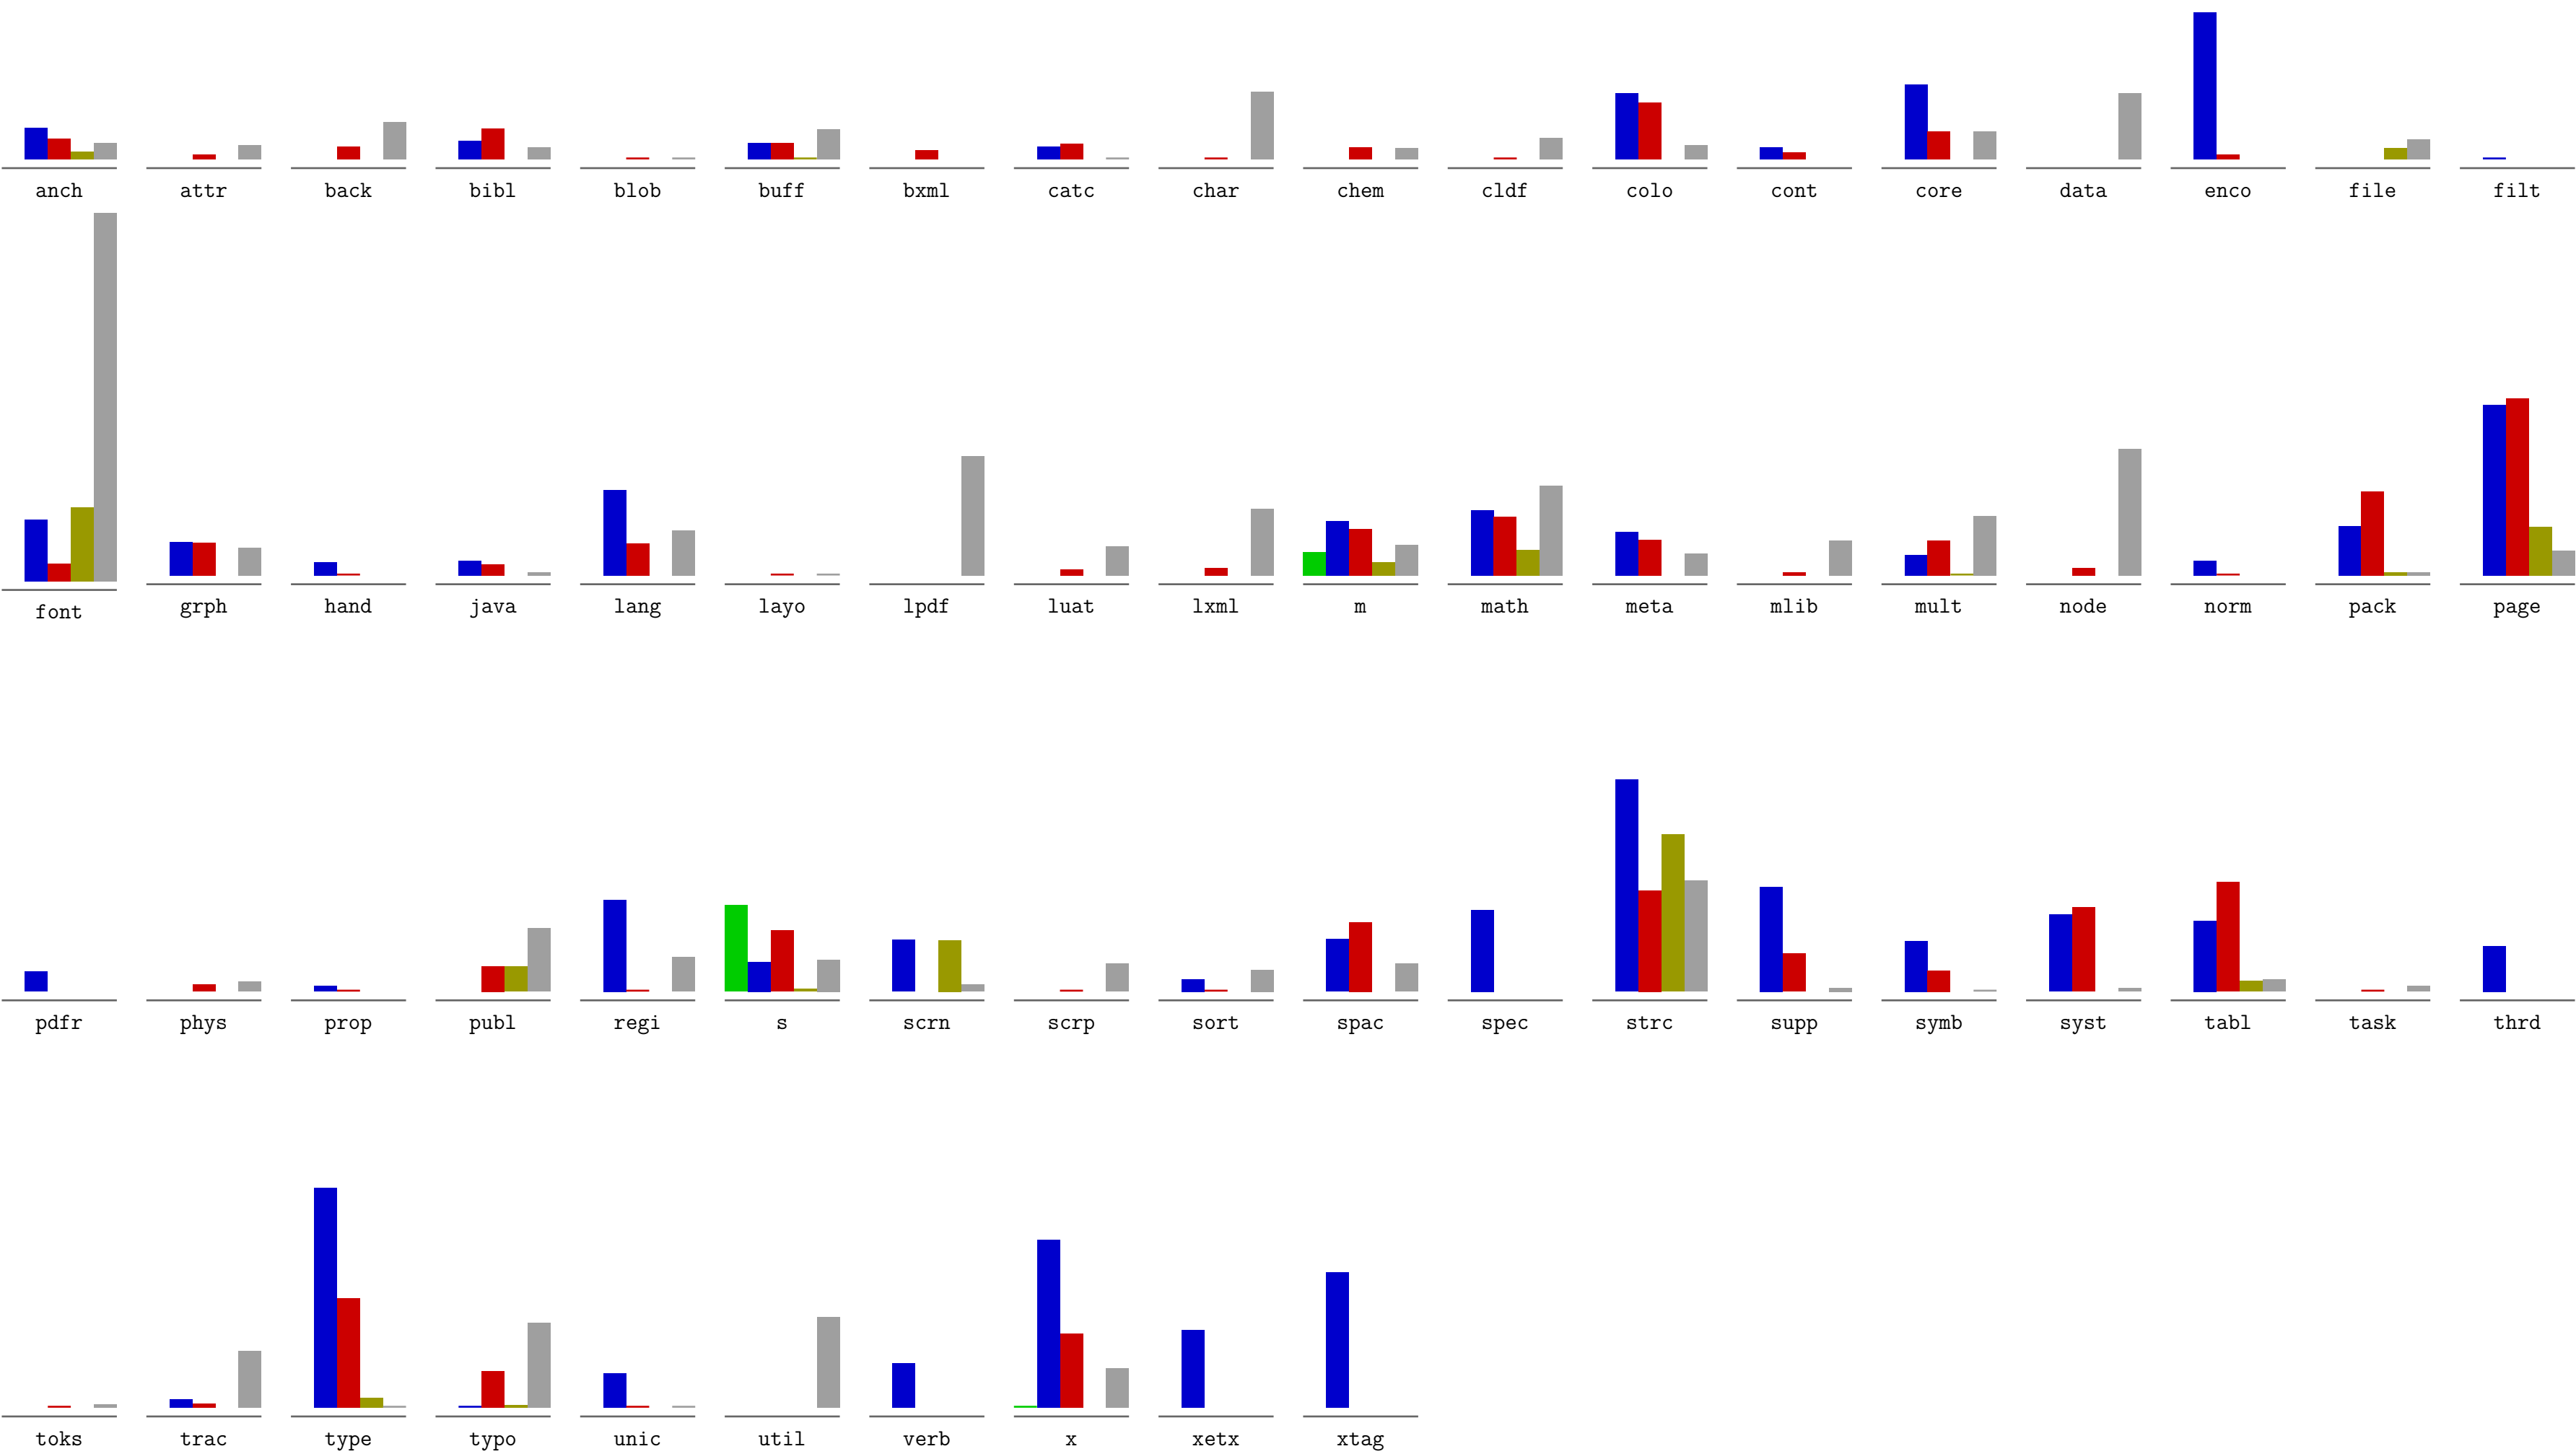 anch attr back bibl blob buff bxml catc char chem cldf colo cont core data enco file filt
font grph hand java lang layo lpdf luat lxml m math meta mlib mult node norm pack page
pdfr phys prop publ regi s scrn scrp sort spac spec strc supp symb syst tabl task thrd
toks trac type typo unic util verb x xetx xtag